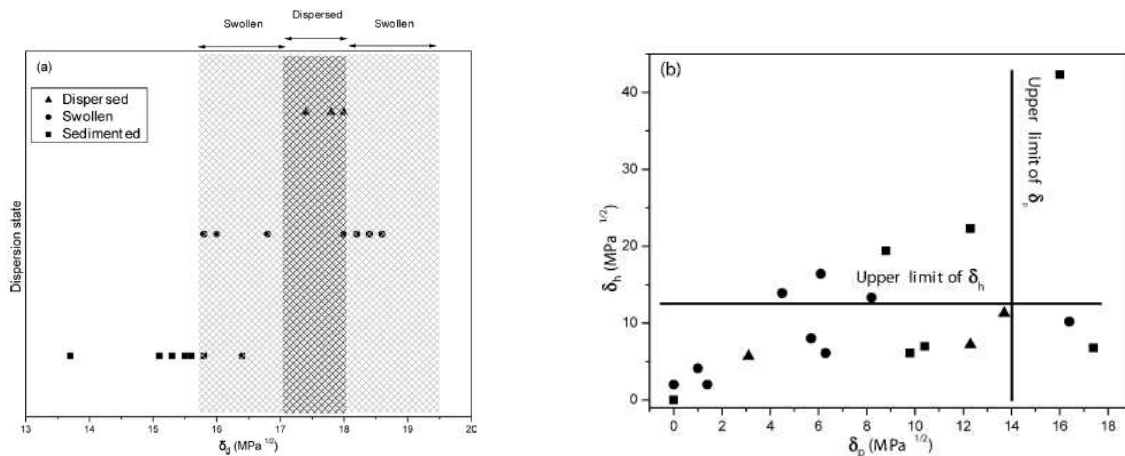 Swollen
Dispersed
Swollen
(a)
Dispersed
Swollen
Sedimented
Dispersion state
13 14 15 16 17 18 19 20
δd (MPa 1/2)
(b)
40
30
20
10
0
δh (MPa 1/2)
Upper limit of δp
Upper limit of δh
0 2 4 6 8 10 12 14 16 18
δp (MPa 1/2)